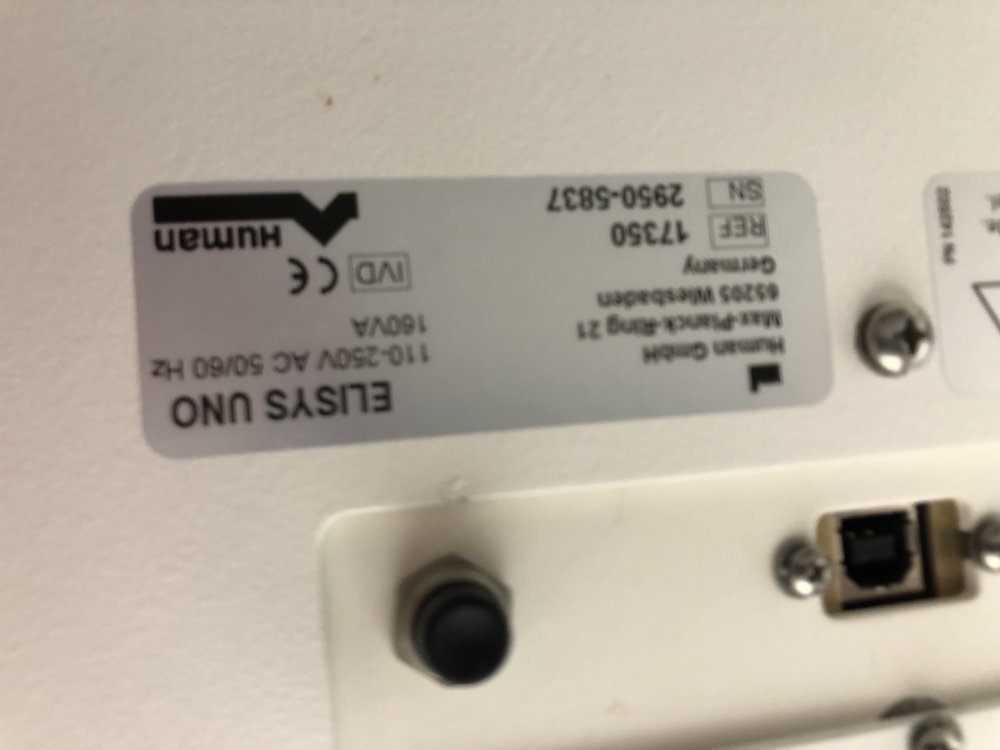 ELISYS UNO
110-250V AC 50/60 Hz
160VA
IVD CE
Human
Human GmbH
Max-Planck-Ring 21
65205 Wiesbaden
Germany
REF 17350
SN 2950-5837